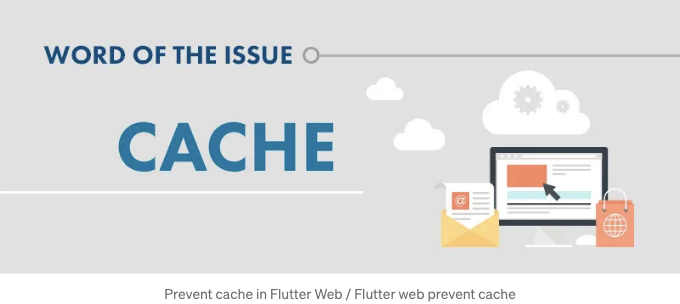 WORD OF THE ISSUE
CACHE
@
Prevent cache in Flutter Web / Flutter web prevent cache